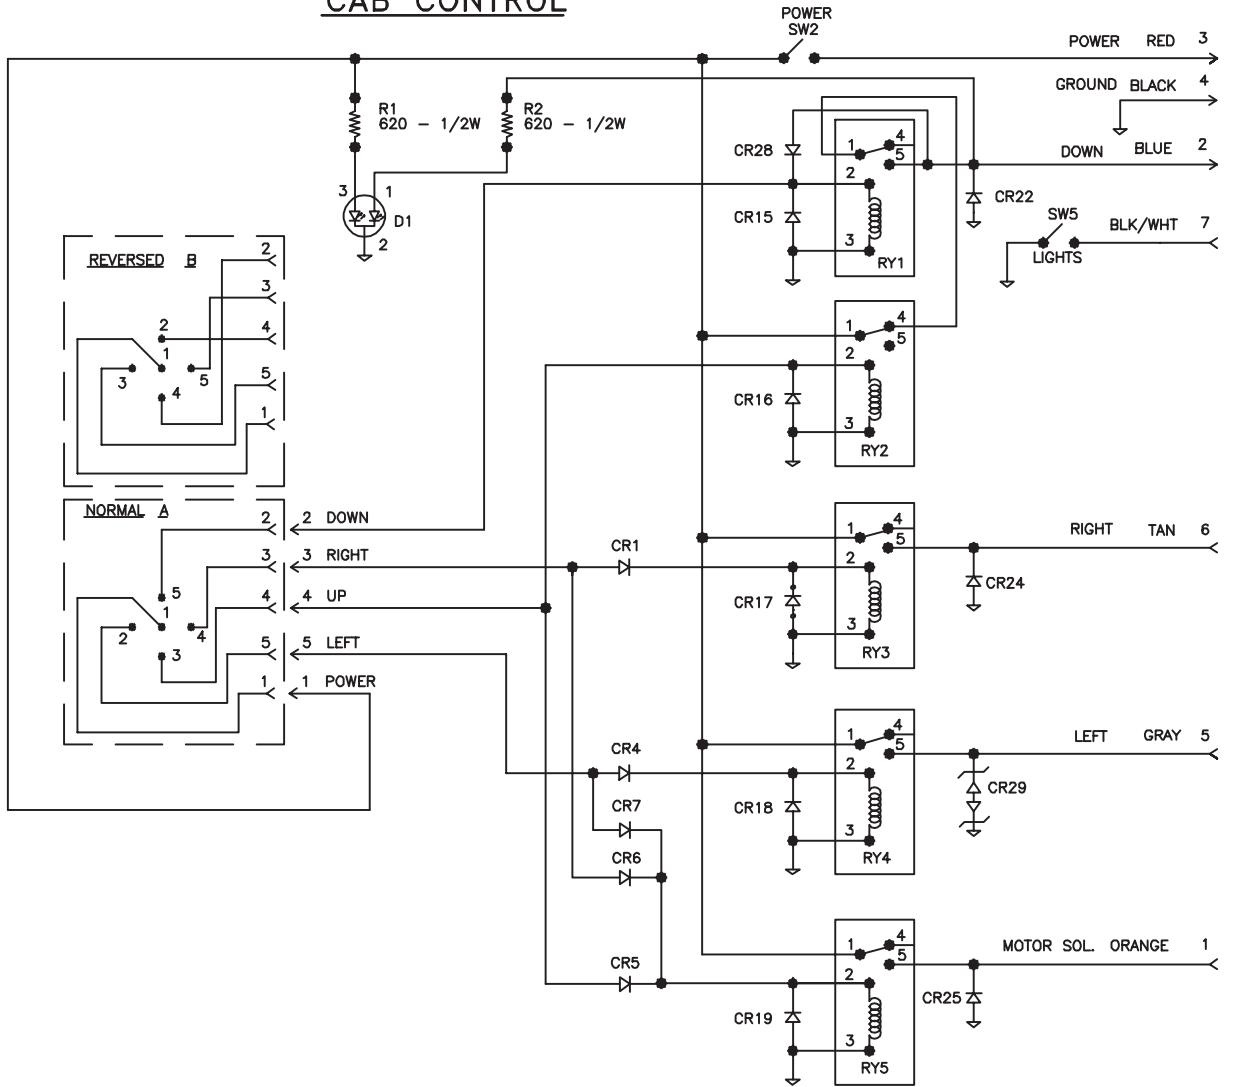 CAB CONTROL
POWER
SW2
POWER RED 3
GROUND BLACK 4
R1
620 - 1/2W
R2
620 - 1/2W
CR28
1
4
5
DOWN BLUE 2
2
CR15
3
RY1
CR22
3
1
D1
2
SW5
LIGHTS
BLK/WHT 7
REVERSED B
2
3
4
5
1
2
1
3
5
4
1
4
5
2
CR16
3
RY2
NORMAL A
2
3
4
5
1
5
1
2
4
3
2 DOWN
3 RIGHT
4 UP
5 LEFT
1 POWER
CR1
1
4
5
2
CR17
3
RY3
RIGHT TAN 6
CR24
CR4
CR7
CR6
1
4
5
2
CR18
3
RY4
LEFT GRAY 5
CR29
CR5
1
4
5
2
CR19
3
RY5
MOTOR SOL. ORANGE 1
CR25